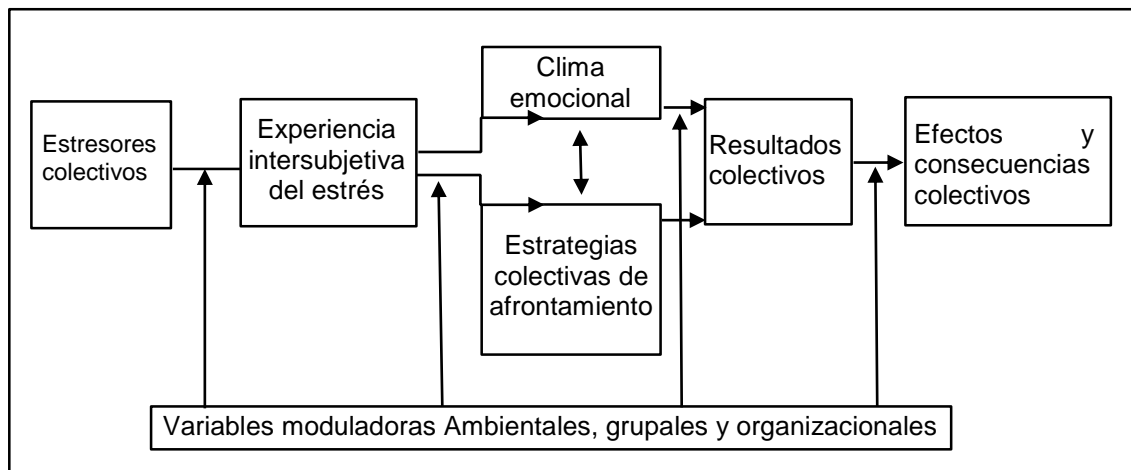 Estresores
colectivos
Experiencia
intersubjetiva
del estrés
Clima
emocional
Estrategias
colectivas de
afrontamiento
Resultados
colectivos
Efectos y
consecuencias
colectivos
Variables moduladoras Ambientales, grupales y organizacionales